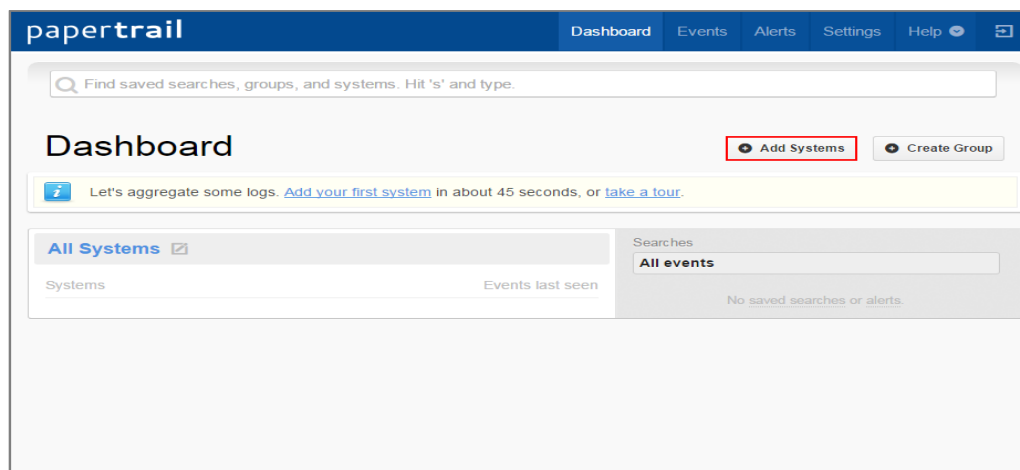 papertrail
Dashboard Events Alerts Settings Help
Find saved searches, groups, and systems. Hit 's' and type.
Dashboard
Add Systems
Create Group
i Let's aggregate some logs. Add your first system in about 45 seconds, or take a tour.
All Systems
Systems Events last seen
Searches
All events
No saved searches or alerts.